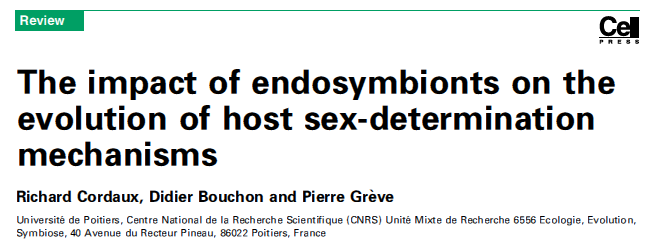 Review
Cell
PRESS
The impact of endosymbionts on the
evolution of host sex-determination
mechanisms
Richard Cordaux, Didier Bouchon and Pierre Grève
Université de Poitiers, Centre National de la Recherche Scientifique (CNRS) Unité Mixte de Recherche 6556 Ecologie, Evolution,
Symbiose, 40 Avenue du Recteur Pineau, 86022 Poitiers, France